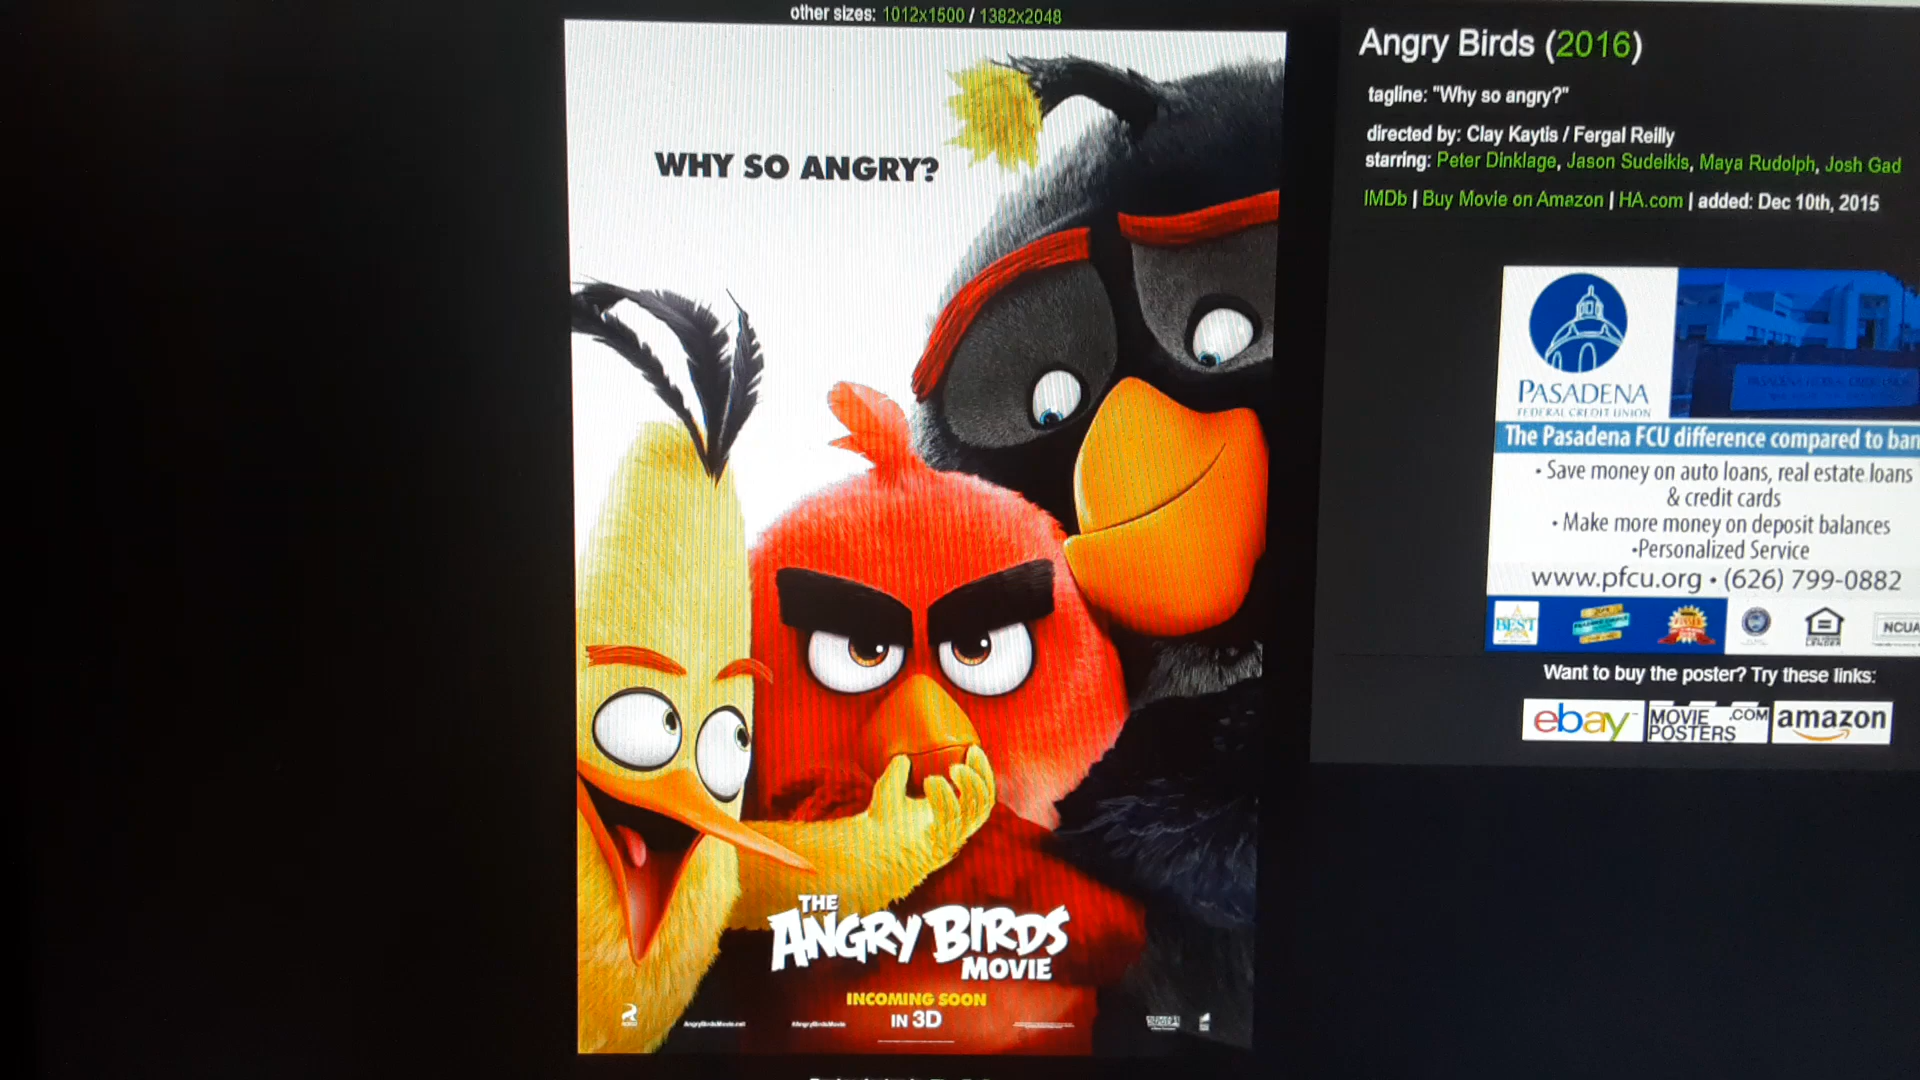 other sizes: 1012x1500 / 1382x2048
WHY SO ANGRY?
THE
ANGRY BIRDS
MOVIE
INCOMING SOON
IN 3D
AngryBirdsMovie.net
#AngryBirdsMovie
Angry Birds (2016)
tagline: "Why so angry?"
directed by: Clay Kaytis / Fergal Reilly
starring: Peter Dinklage, Jason Sudeikis, Maya Rudolph, Josh Gad
IMDb | Buy Movie on Amazon | HA.com | added: Dec 10th, 2015
PASADENA
FEDERAL CREDIT UNION
The Pasadena FCU difference compared to ban
• Save money on auto loans, real estate loans
& credit cards
• Make more money on deposit balances
•Personalized Service
www.pfcu.org • (626) 799-0882
BEST
LENDER
NCUA
Want to buy the poster? Try these links:
ebay
MOVIE
POSTERS
.COM
amazon